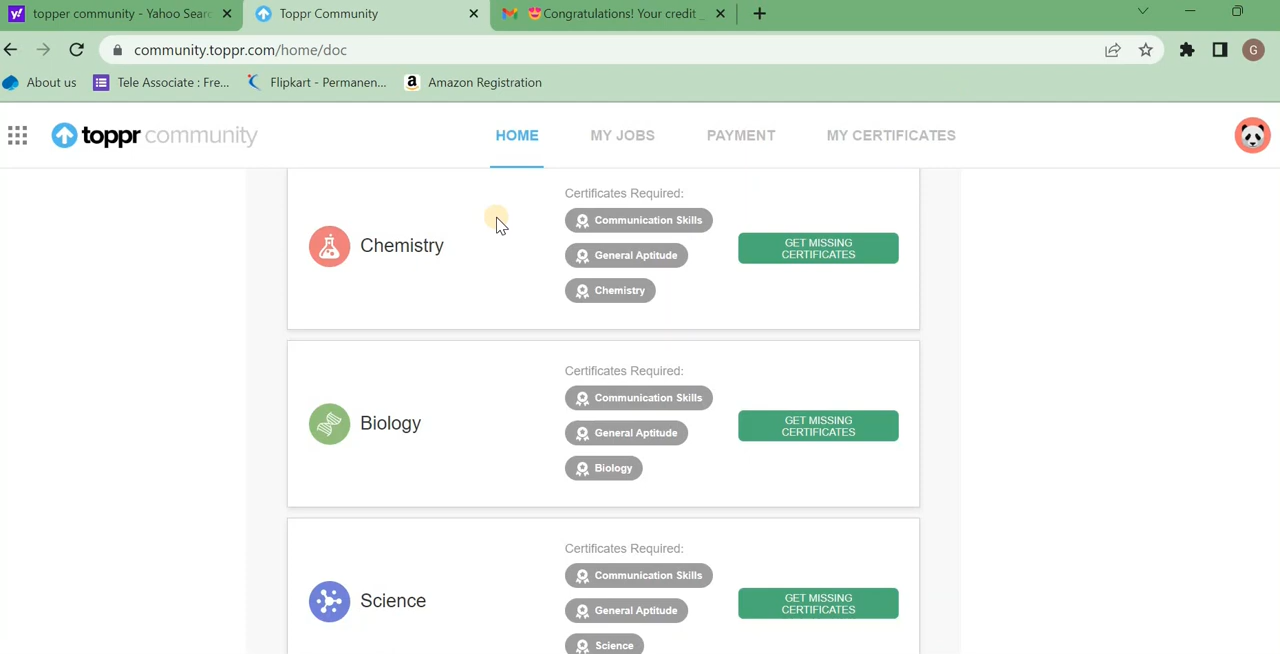 topper community - Yahoo Sear
Toppr Community
😍Congratulations! Your credit
community.toppr.com/home/doc
G
About us
Tele Associate : Fre...
Flipkart - Permanen...
a Amazon Registration
toppr community
HOME
MY JOBS
PAYMENT
MY CERTIFICATES
Chemistry
Certificates Required:
Communication Skills
General Aptitude
Chemistry
GET MISSING
CERTIFICATES
Biology
Certificates Required:
Communication Skills
General Aptitude
Biology
GET MISSING
CERTIFICATES
Science
Certificates Required:
Communication Skills
General Aptitude
Science
GET MISSING
CERTIFICATES